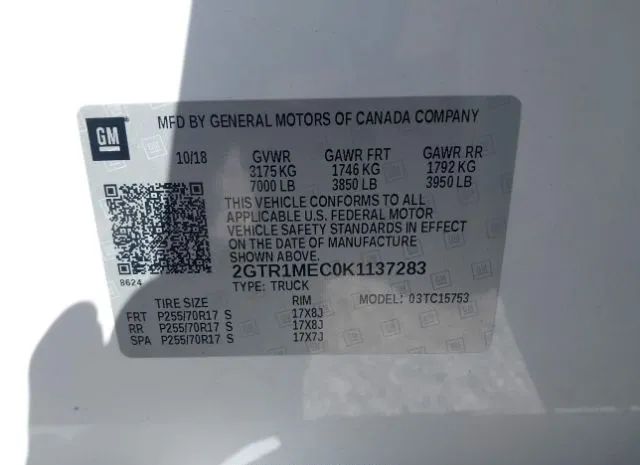 GM
MFD BY GENERAL MOTORS OF CANADA COMPANY
10/18 GVWR GAWR FRT GAWR RR
3175 KG 1746 KG 1792 KG
7000 LB 3850 LB 3950 LB
THIS VEHICLE CONFORMS TO ALL
APPLICABLE U.S. FEDERAL MOTOR
VEHICLE SAFETY STANDARDS IN EFFECT
ON THE DATE OF MANUFACTURE
SHOWN ABOVE.
8624
2GTR1MEC0K1137283
TYPE: TRUCK
TIRE SIZE RIM MODEL: 03TC15753
FRT P255/70R17 S 17X8J
RR P255/70R17 S 17X8J
SPA P255/70R17 S 17X7J